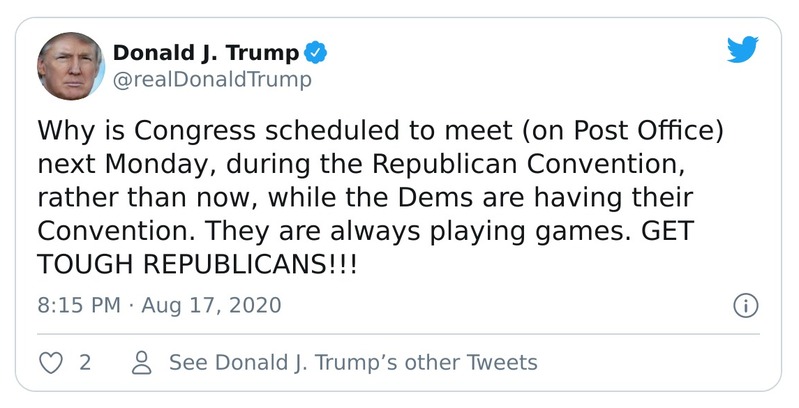 Donald J. Trump
@realDonaldTrump
Why is Congress scheduled to meet (on Post Office)
next Monday, during the Republican Convention,
rather than now, while the Dems are having their
Convention. They are always playing games. GET
TOUGH REPUBLICANS!!!
8:15 PM · Aug 17, 2020
2 See Donald J. Trump’s other Tweets